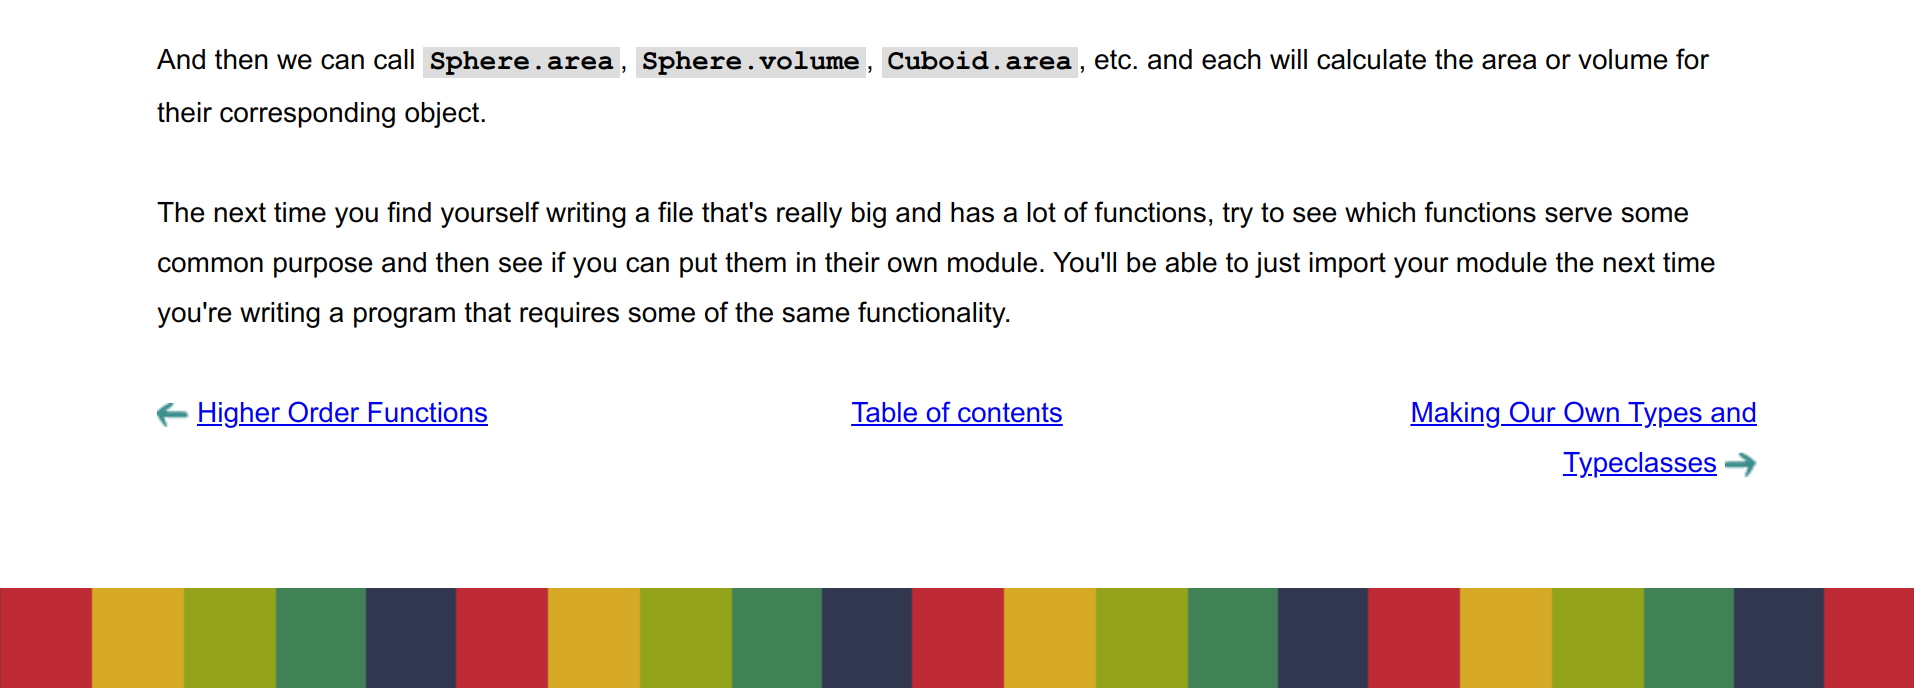 And then we can call Sphere.area, Sphere.volume, Cuboid.area, etc. and each will calculate the area or volume for
their corresponding object.
The next time you find yourself writing a file that's really big and has a lot of functions, try to see which functions serve some
common purpose and then see if you can put them in their own module. You'll be able to just import your module the next time
you're writing a program that requires some of the same functionality.
Higher Order Functions
Table of contents
Making Our Own Types and
Typeclasses